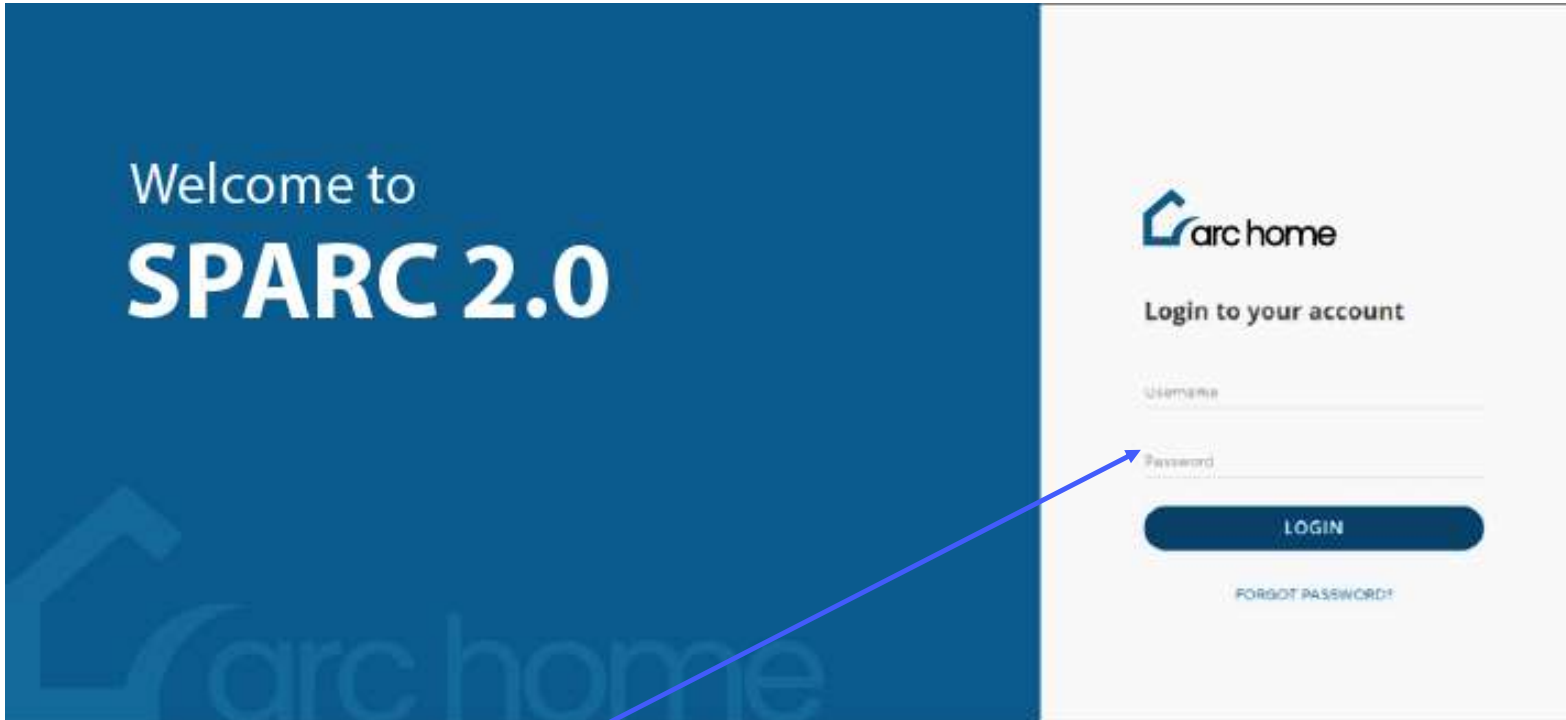 Welcome to
SPARC 2.0
arc home
arc home
Login to your account
Username
Password
LOGIN
FORGOT PASSWORD?